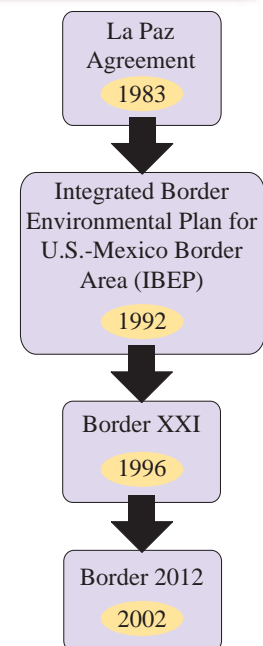 La Paz
Agreement
1983
Integrated Border
Environmental Plan for
U.S.-Mexico Border
Area (IBEP)
1992
Border XXI
1996
Border 2012
2002